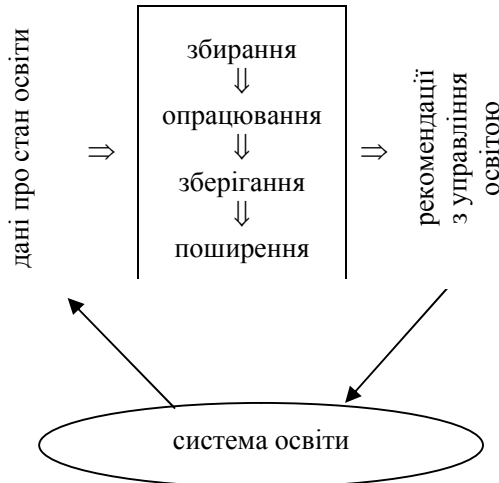 дані про стан освіти
⇒
збирання
⇓
опрацювання
⇓
зберігання
⇓
поширення
⇒
рекомендації
з управління
освітою
система освіти